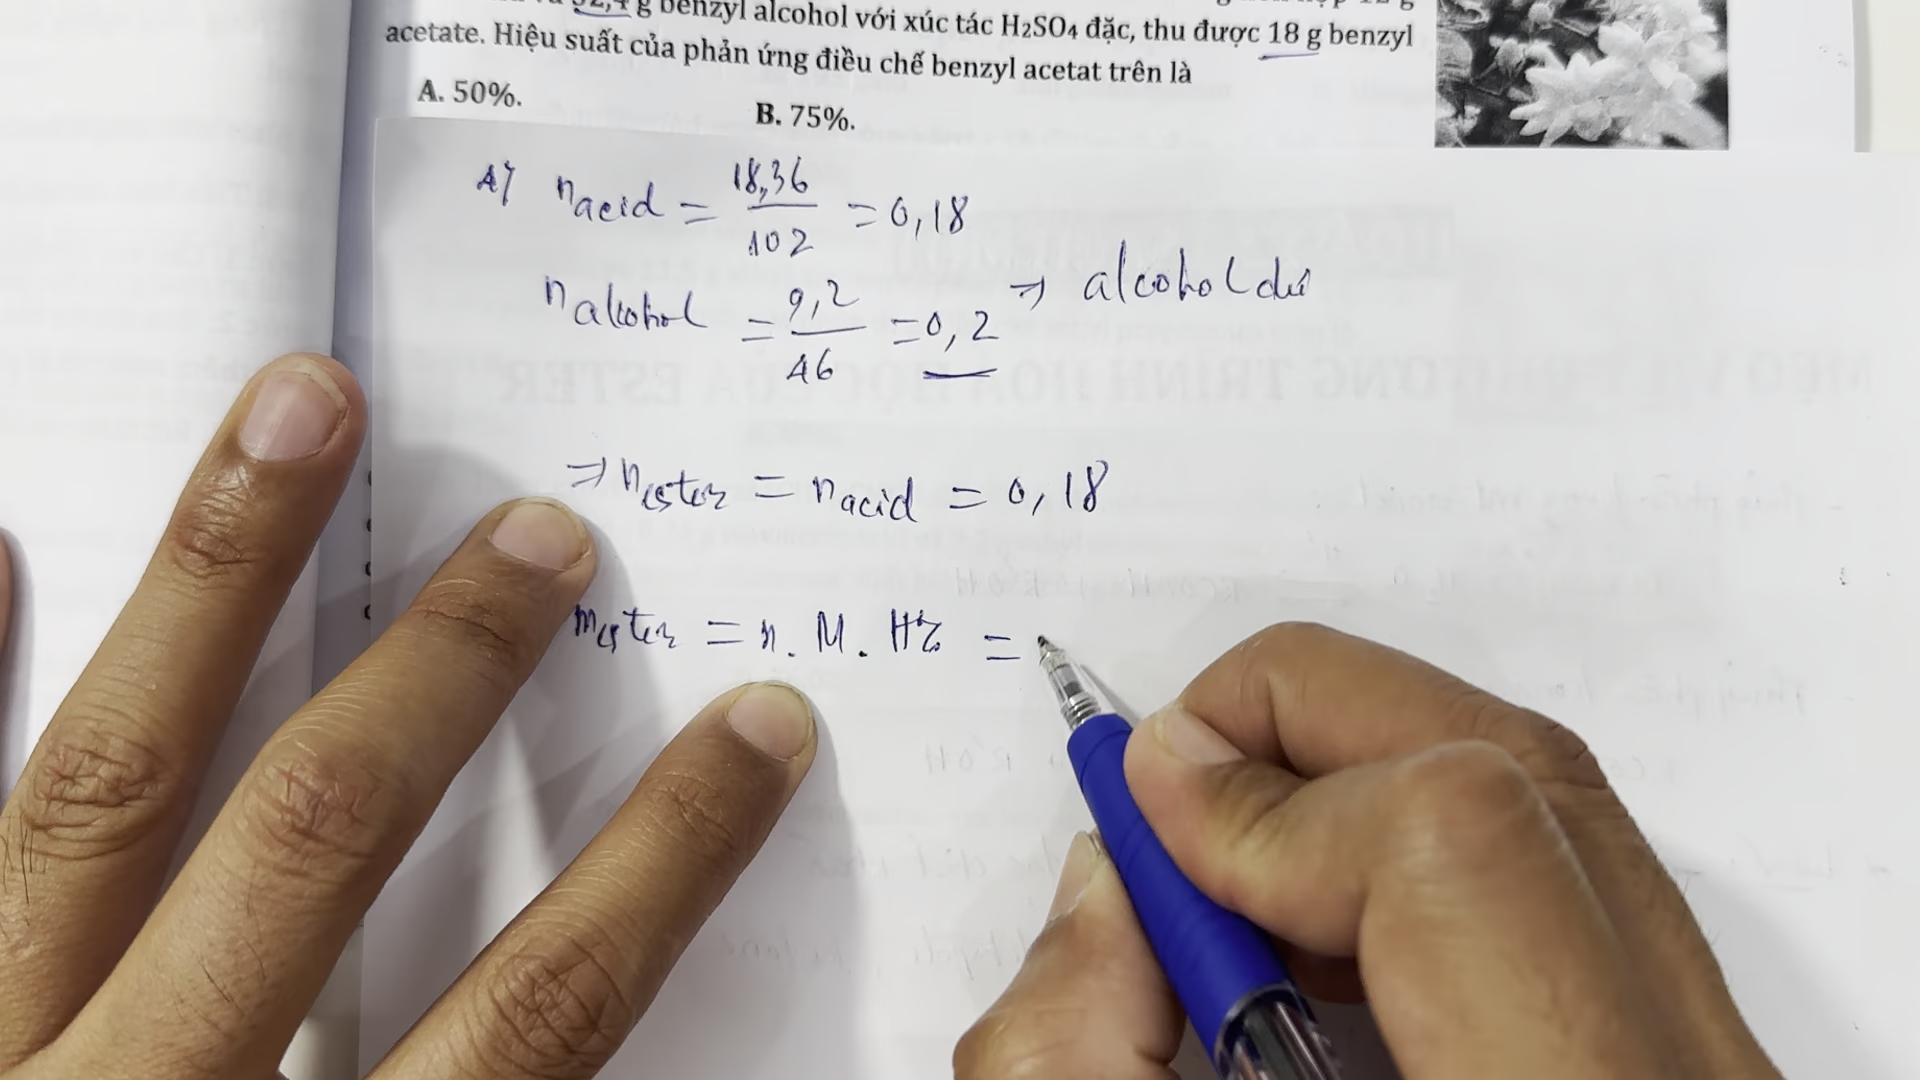 g benzyl alcohol với xúc tác H₂SO₄ đặc, thu được 18 g benzyl
acetate. Hiệu suất của phản ứng điều chế benzyl acetat trên là
A. 50%.
B. 75%.
n acid = 18,36 / 102 = 0,18
n alcohol = 9,2 / 46 = 0,2 ⇒ alcohol dư
⇒ n ester = n acid = 0,18
m ester = n. M. H% =